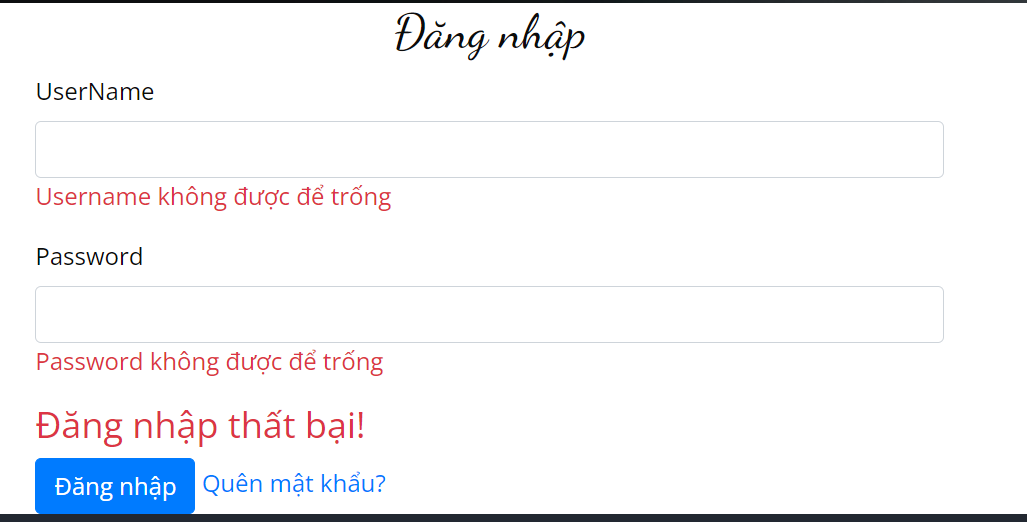 Đăng nhập
UserName
Username không được để trống
Password
Password không được để trống
Đăng nhập thất bại!
Đăng nhập Quên mật khẩu?